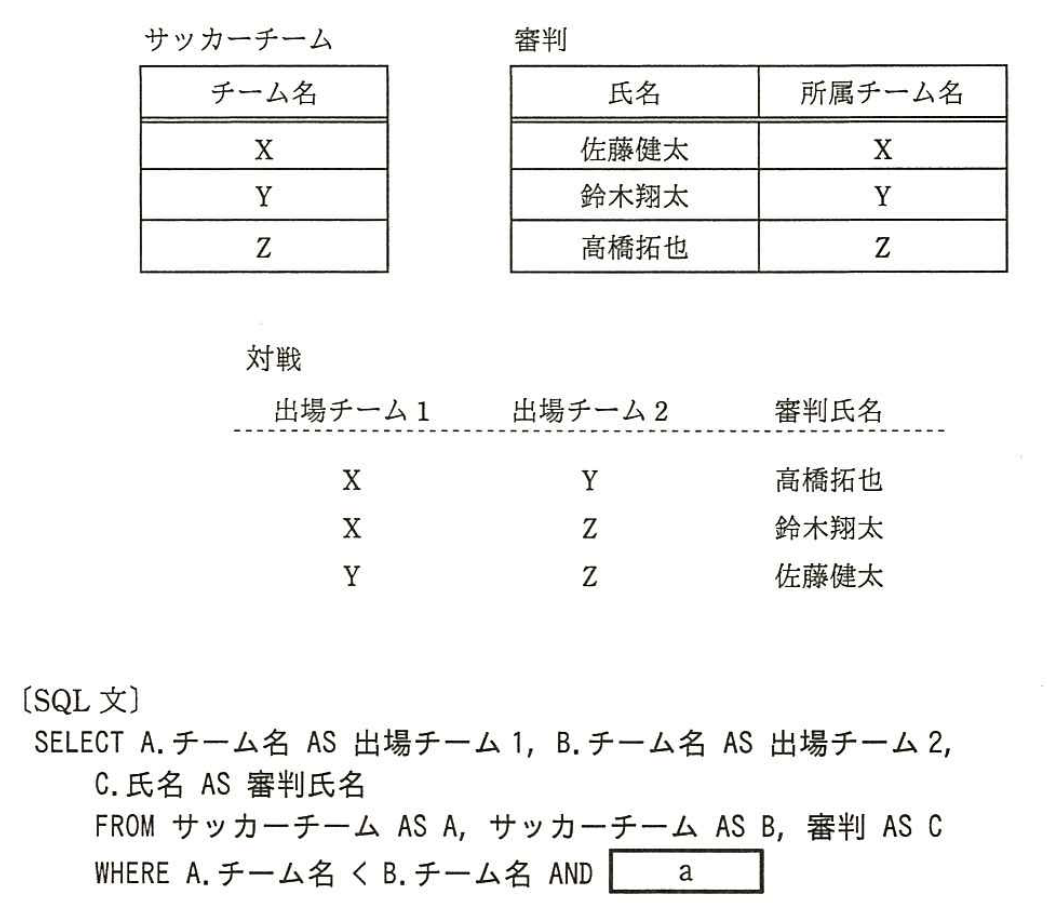 サッカーチーム 審判
チーム名 氏名 所属チーム名
X 佐藤健太 X
Y 鈴木翔太 Y
Z 高橋拓也 Z
対戦
出場チーム1 出場チーム2 審判氏名
X Y 高橋拓也
X Z 鈴木翔太
Y Z 佐藤健太
〔SQL 文〕
SELECT A.チーム名 AS 出場チーム1, B.チーム名 AS 出場チーム2,
C.氏名 AS 審判氏名
FROM サッカーチーム AS A, サッカーチーム AS B, 審判 AS C
WHERE A.チーム名 < B.チーム名 AND a